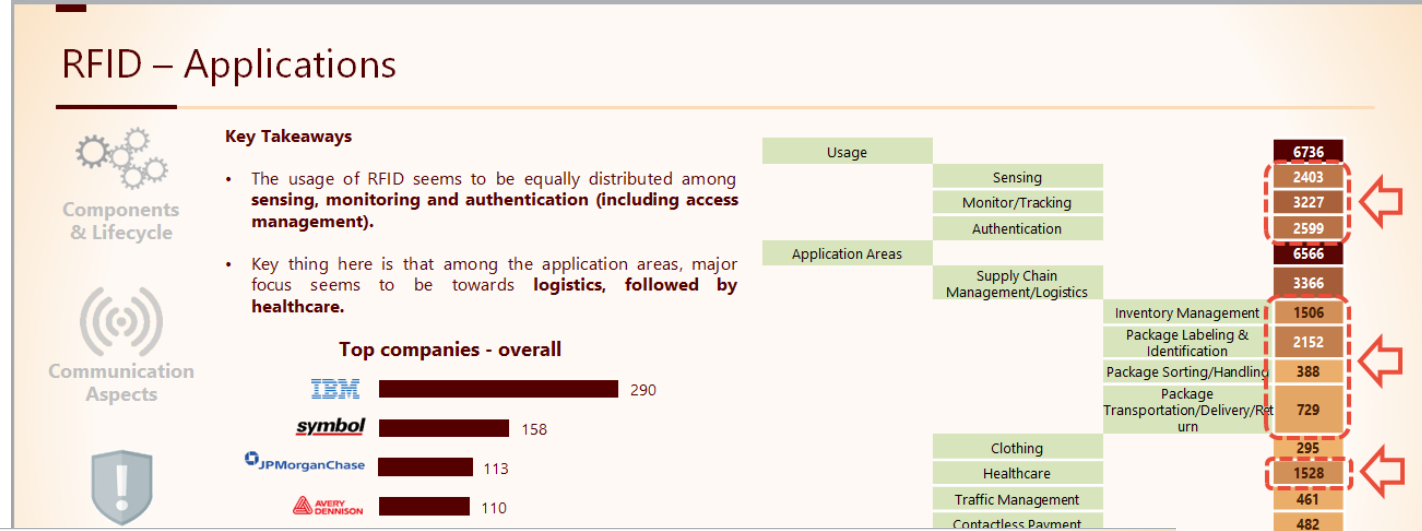 RFID – Applications
Components
& Lifecycle
Communication
Aspects
Key Takeaways
• The usage of RFID seems to be equally distributed among
sensing, monitoring and authentication (including access
management).
• Key thing here is that among the application areas, major
focus seems to be towards logistics, followed by
healthcare.
Top companies - overall
IBM 290
symbol 158
JPMorganChase 113
AVERY
DENNISON 110
Usage 6736
Sensing 2403
Monitor/Tracking 3227
Authentication 2599
Application Areas 6566
Supply Chain
Management/Logistics 3366
Inventory Management 1506
Package Labeling &
Identification 2152
Package Sorting/Handling 388
Package
Transportation/Delivery/Ret
urn 729
Clothing 295
Healthcare 1528
Traffic Management 461
Contactless Payment 482